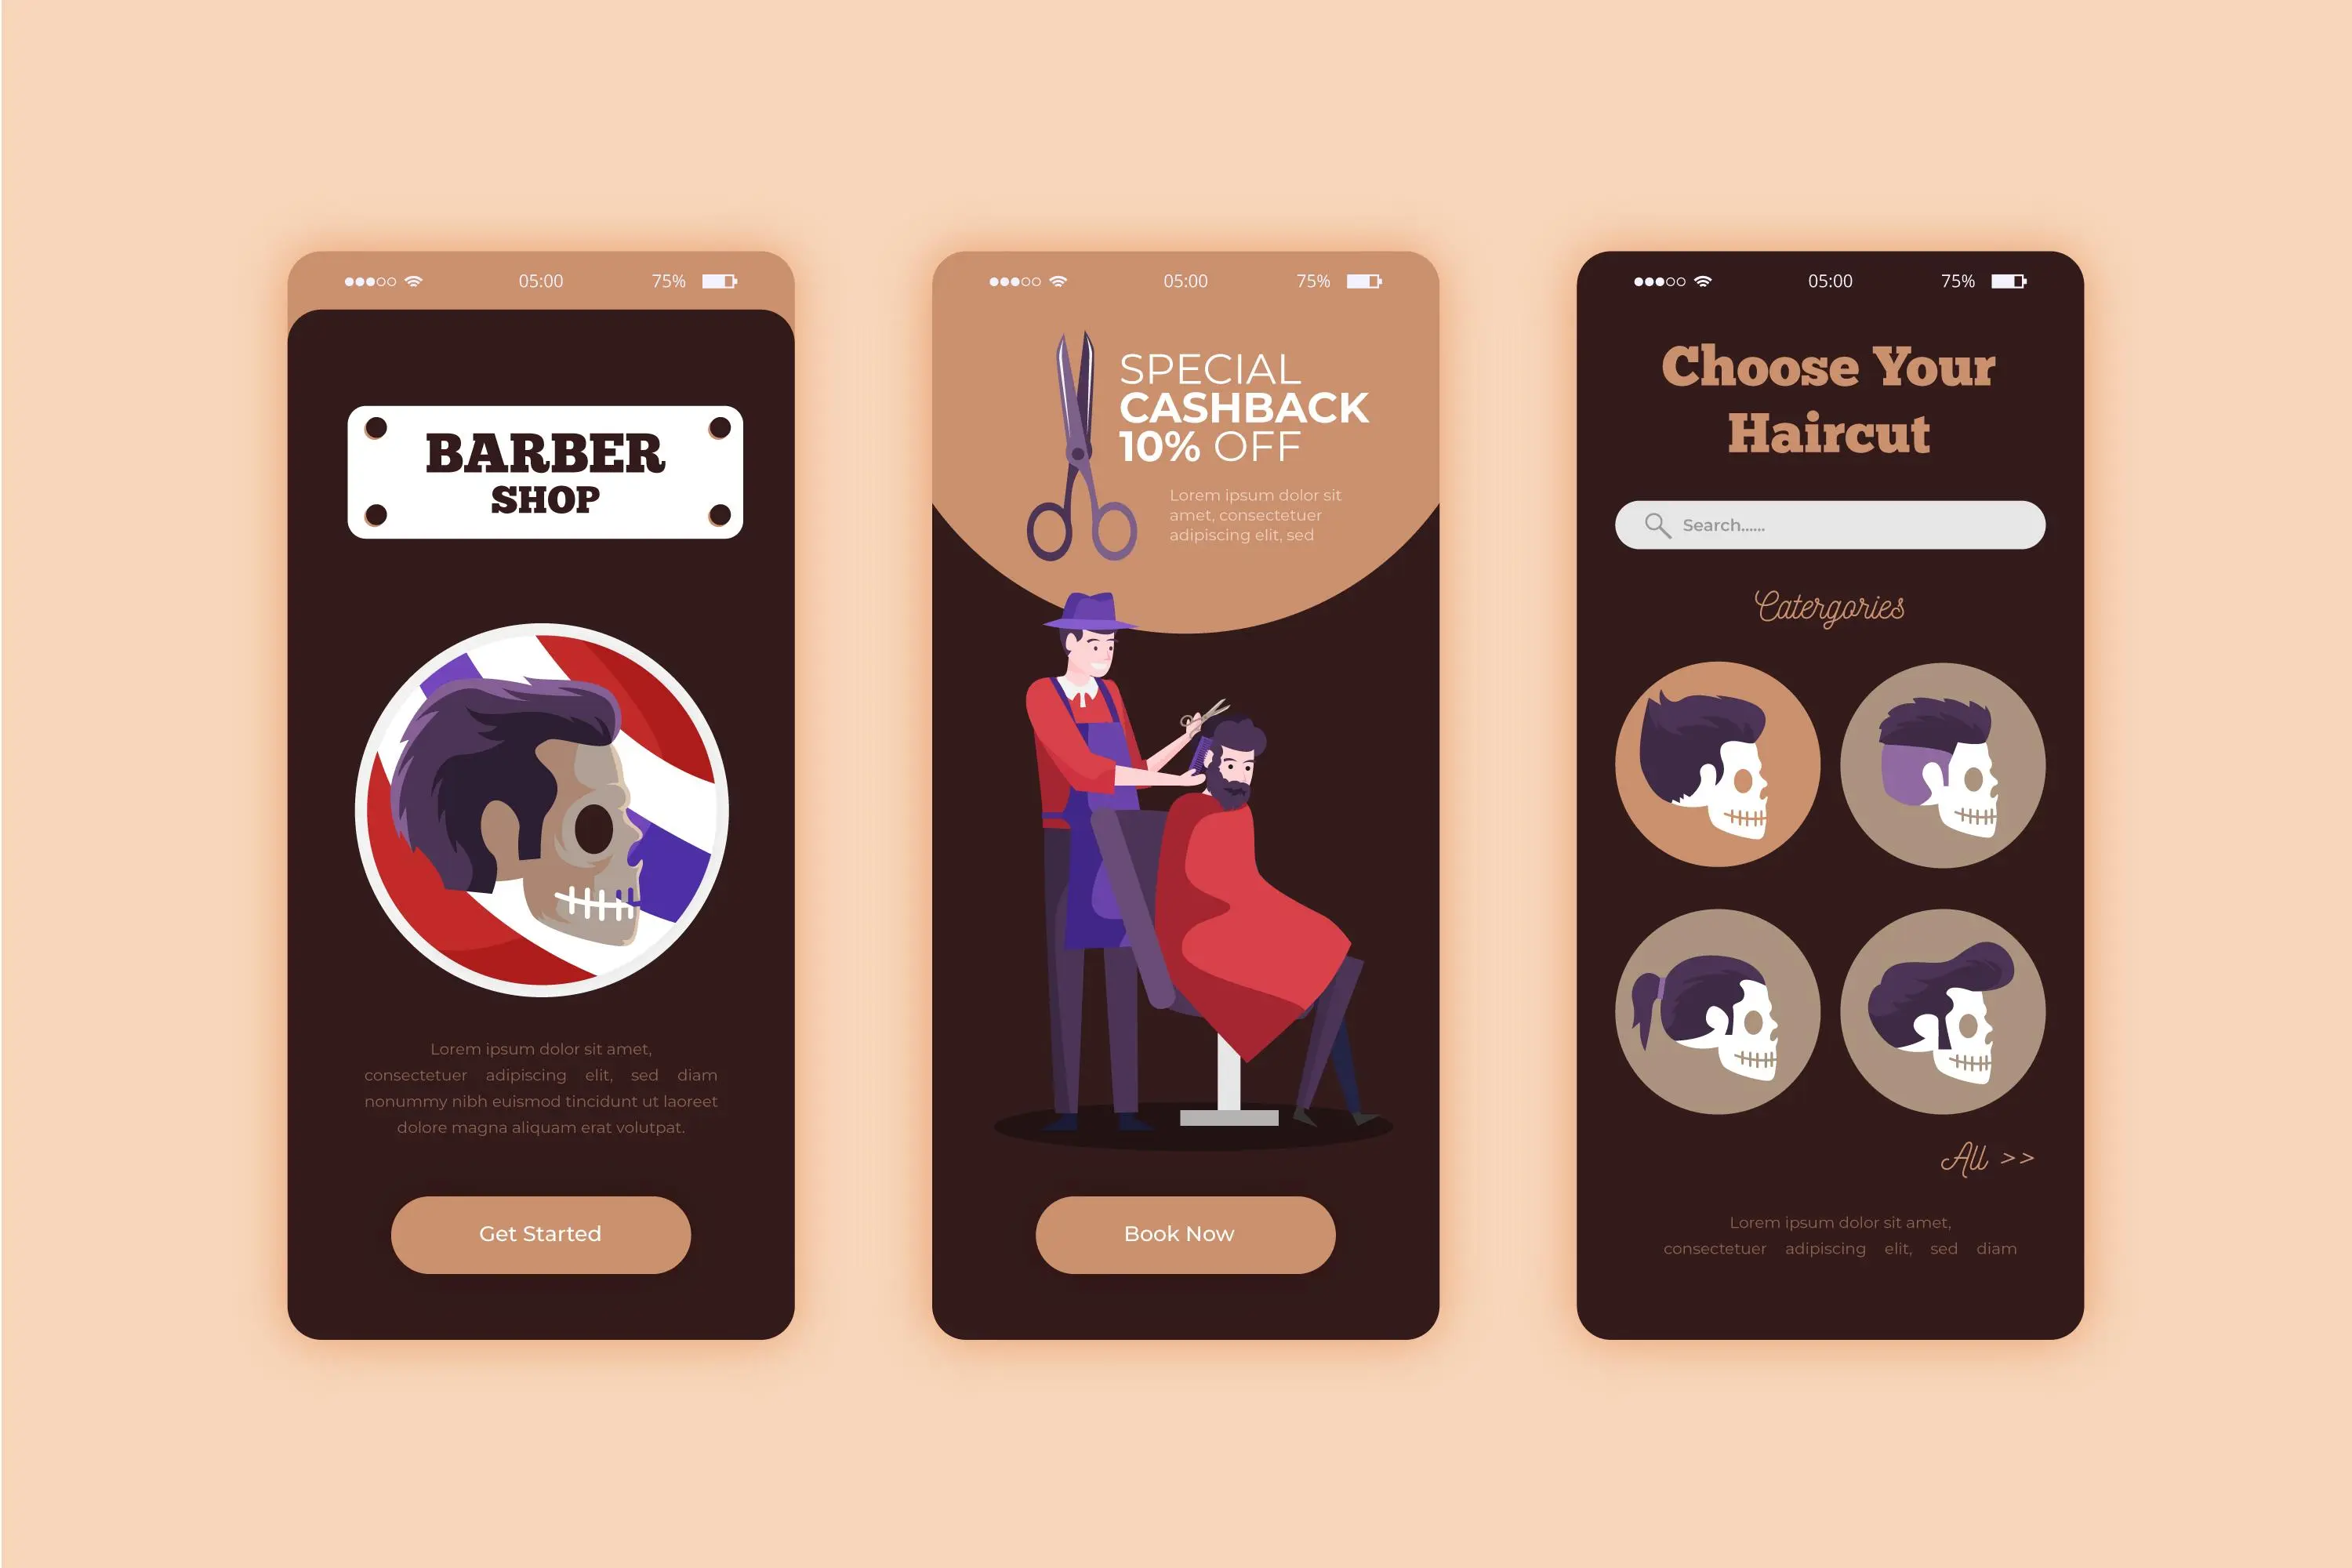 05:00
75%
BARBER
SHOP
Lorem ipsum dolor sit amet,
consectetuer adipiscing elit, sed diam
nonummy nibh euismod tincidunt ut laoreet
dolore magna aliquam erat volutpat.
Get Started
05:00
75%
SPECIAL
CASHBACK
10% OFF
Lorem ipsum dolor sit
amet, consectetuer
adipiscing elit, sed
Book Now
05:00
75%
Choose Your
Haircut
Search......
Catergories
All >>
Lorem ipsum dolor sit amet,
consectetuer adipiscing elit, sed diam